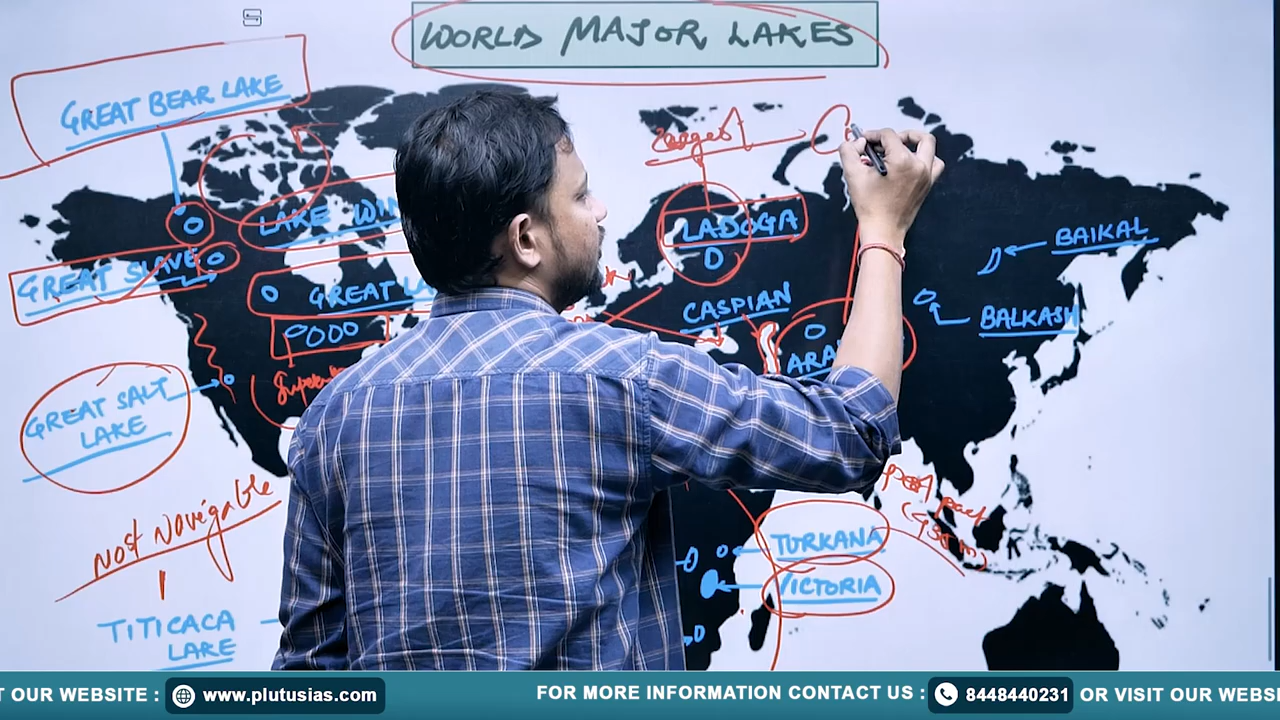 WORLD MAJOR LAKES
GREAT BEAR LAKE
Largest
LAKE WIN
LADOGA
BAIKAL
GREAT SLAVE
GREAT LA
CASPIAN
BALKASH
ARA
GREAT SALT
LAKE
Not Navigable
TURKANA
VICTORIA
TITICACA
LAKE
T OUR WEBSITE : www.plutusias.com FOR MORE INFORMATION CONTACT US : 8448440231 OR VISIT OUR WEBSI